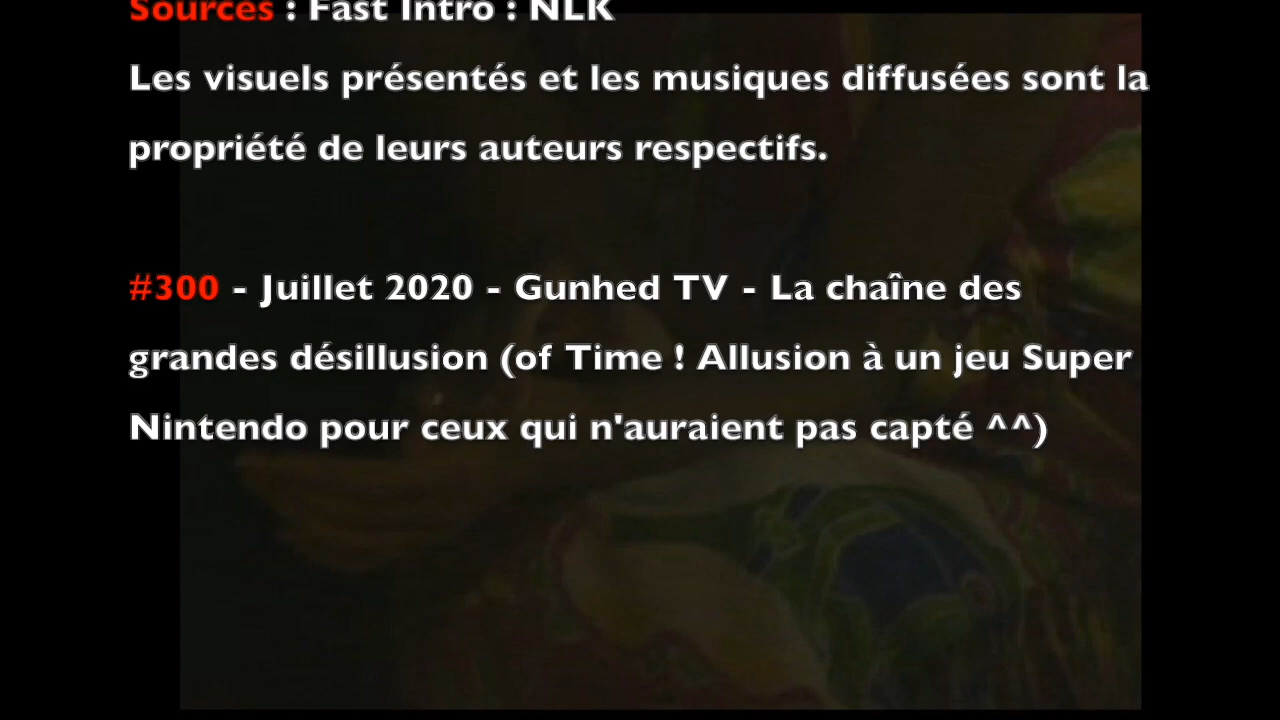 Sources : Fast Intro : NLK
Les visuels présentés et les musiques diffusées sont la
propriété de leurs auteurs respectifs.
#300 - Juillet 2020 - Gunhed TV - La chaîne des
grandes désillusion (of Time ! Allusion à un jeu Super
Nintendo pour ceux qui n'auraient pas capté ^^)